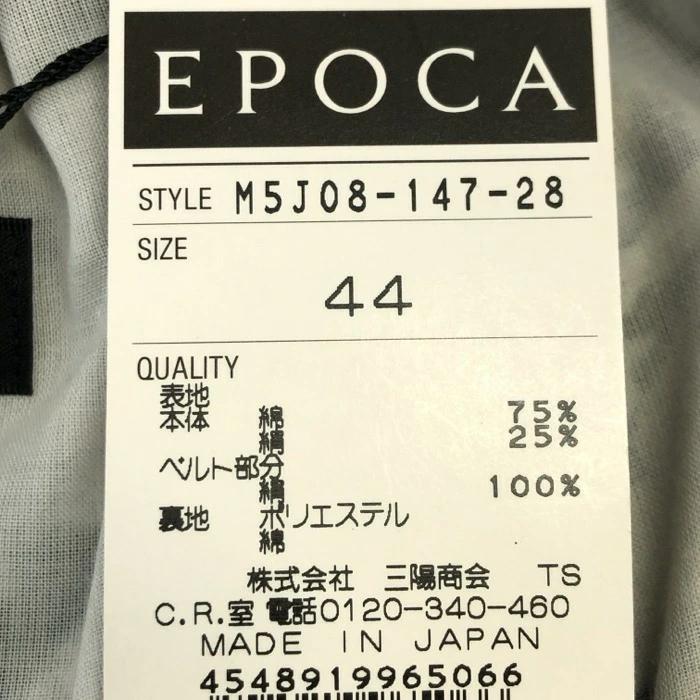 EPOCA
STYLE M5J08-147-28
SIZE
44
QUALITY
表地
本体 綿 75%
絹 25%
ベルト部分
絹 100%
裏地 ポリエステル
綿
株式会社 三陽商会 TS
C.R.室 電話0120-340-460
MADE IN JAPAN
4548919965066